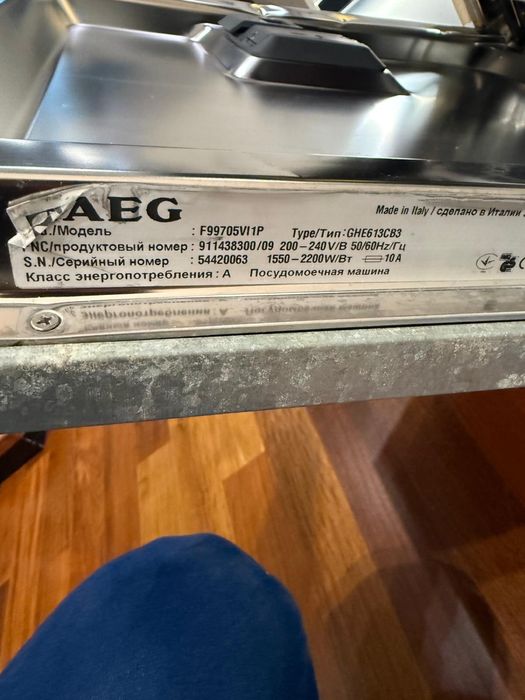 AEG
Made in Italy / сделано в Италии
./Модель : F99705VI1P Type/Тип: GHE613CB3
NC/продуктовый номер : 911438300/09 200-240V/В 50/60Hz/Гц
S.N./Серийный номер : 54420063 1550-2200W/Вт 10A
Класс энергопотребления: А Посудомоечная машина